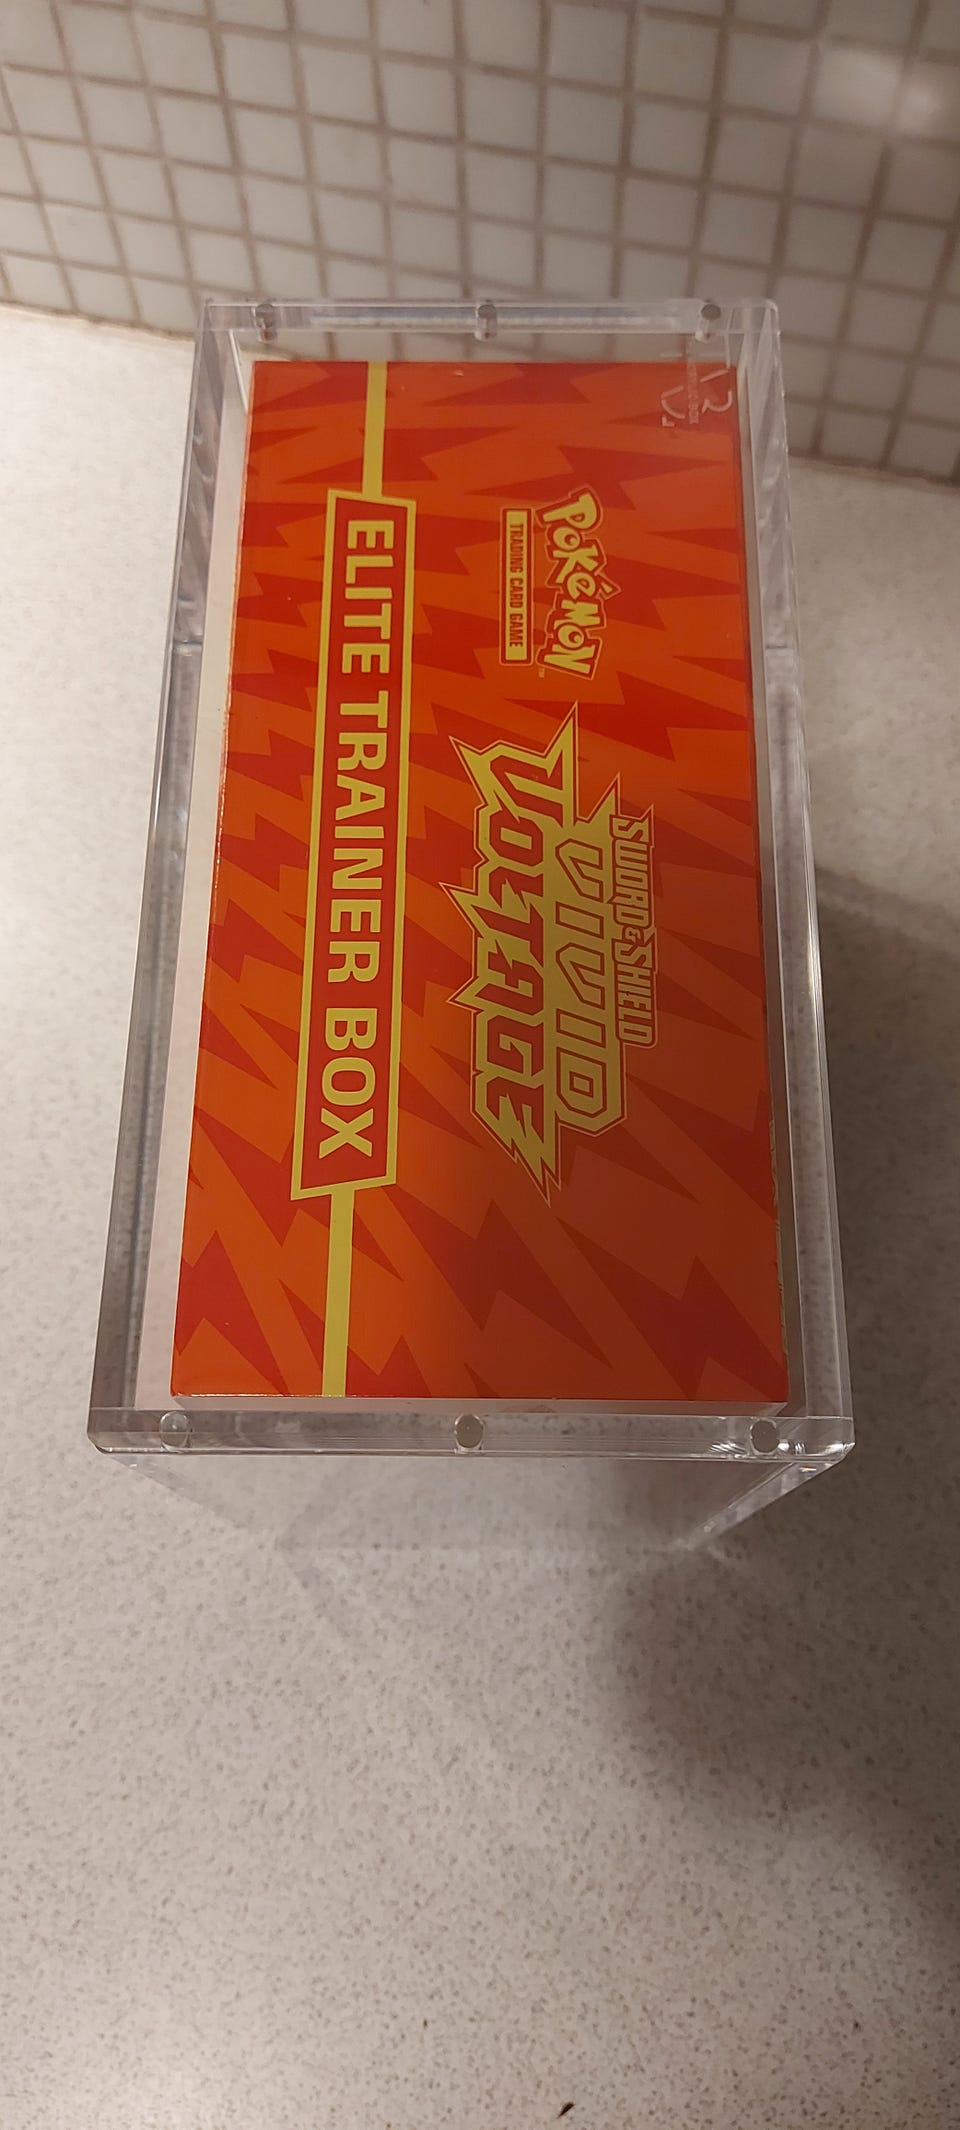 Pokémon
TRADING CARD GAME
SWORD & SHIELD
VIVID
VOLTAGE
ELITE TRAINER BOX